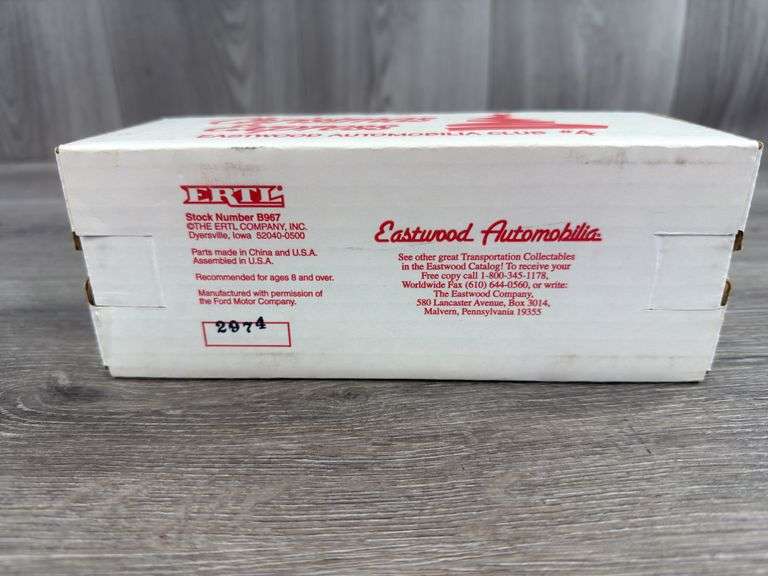 EASTWOOD AUTOMOBILIA CLUB #4
ERTL
Stock Number B967
©THE ERTL COMPANY, INC.
Dyersville, Iowa 52040-0500
Parts made in China and U.S.A.
Assembled in U.S.A.
Recommended for ages 8 and over.
Manufactured with permission of
the Ford Motor Company.
2974
Eastwood Automobilia
See other great Transportation Collectables
in the Eastwood Catalog! To receive your
Free copy call 1-800-345-1178,
Worldwide Fax (610) 644-0560, or write:
The Eastwood Company,
580 Lancaster Avenue, Box 3014,
Malvern, Pennsylvania 19355